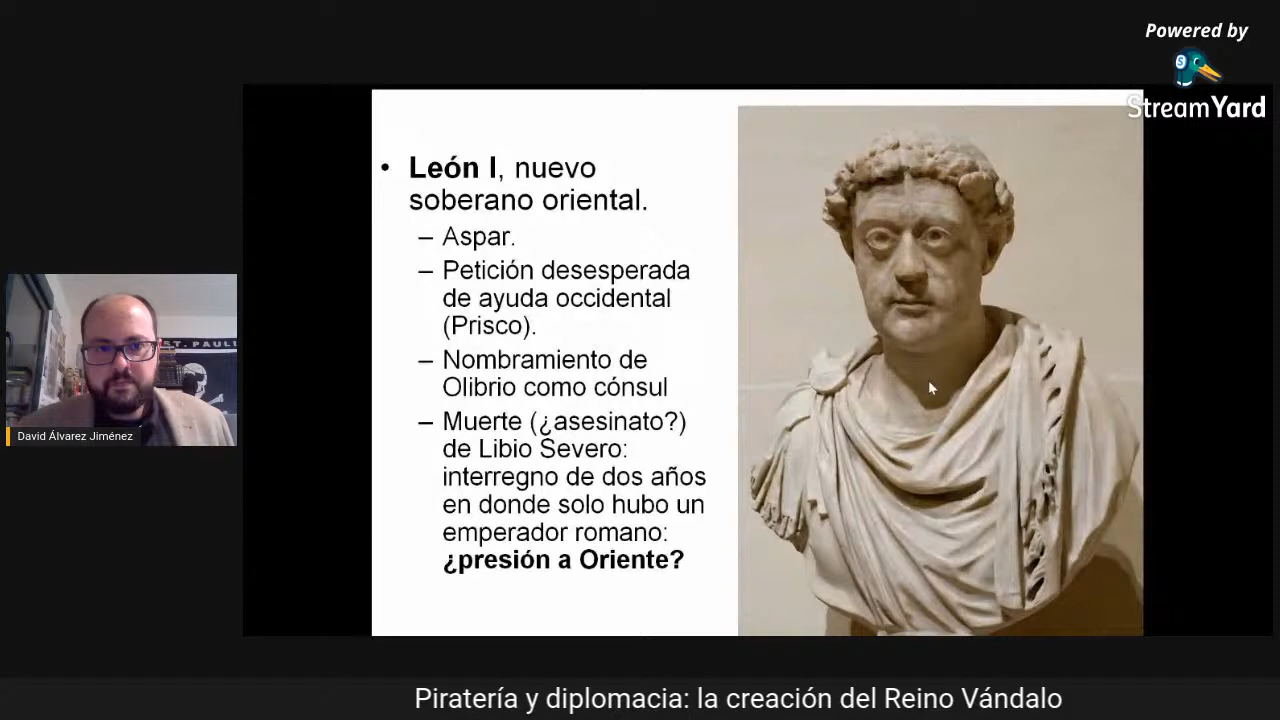 Powered by
StreamYard
• León I, nuevo
soberano oriental.
– Aspar.
– Petición desesperada
de ayuda occidental
(Prisco).
– Nombramiento de
Olibrio como cónsul
– Muerte (¿asesinato?)
de Libio Severo:
interregno de dos años
en donde solo hubo un
emperador romano:
¿presión a Oriente?
ST. PAULI
David Álvarez Jiménez
Piratería y diplomacia: la creación del Reino Vándalo